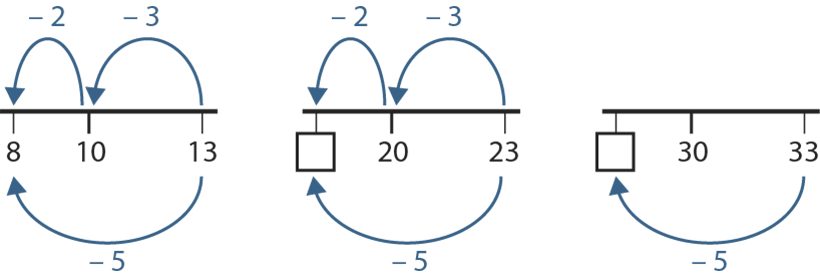 – 2 – 3 – 2 – 3
8 10 13 20 23 30 33
– 5 – 5 – 5